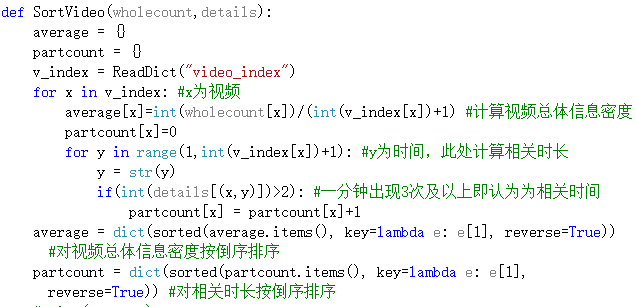 def SortVideo(wholecount,details):
    average = {}
    partcount = {}
    v_index = ReadDict("video_index")
    for x in v_index: #x为视频
        average[x]=int(wholecount[x])/(int(v_index[x])+1) #计算视频总体信息密度
        partcount[x]=0
        for y in range(1,int(v_index[x])+1): #y为时间，此处计算相关时长
            y = str(y)
            if(int(details[(x,y)])>2): #一分钟出现3次及以上即认为为相关时间
                partcount[x] = partcount[x]+1
    average = dict(sorted(average.items(), key=lambda e: e[1], reverse=True))
      #对视频总体信息密度按倒序排序
    partcount = dict(sorted(partcount.items(), key=lambda e: e[1],
      reverse=True)) #对相关时长按倒序排序